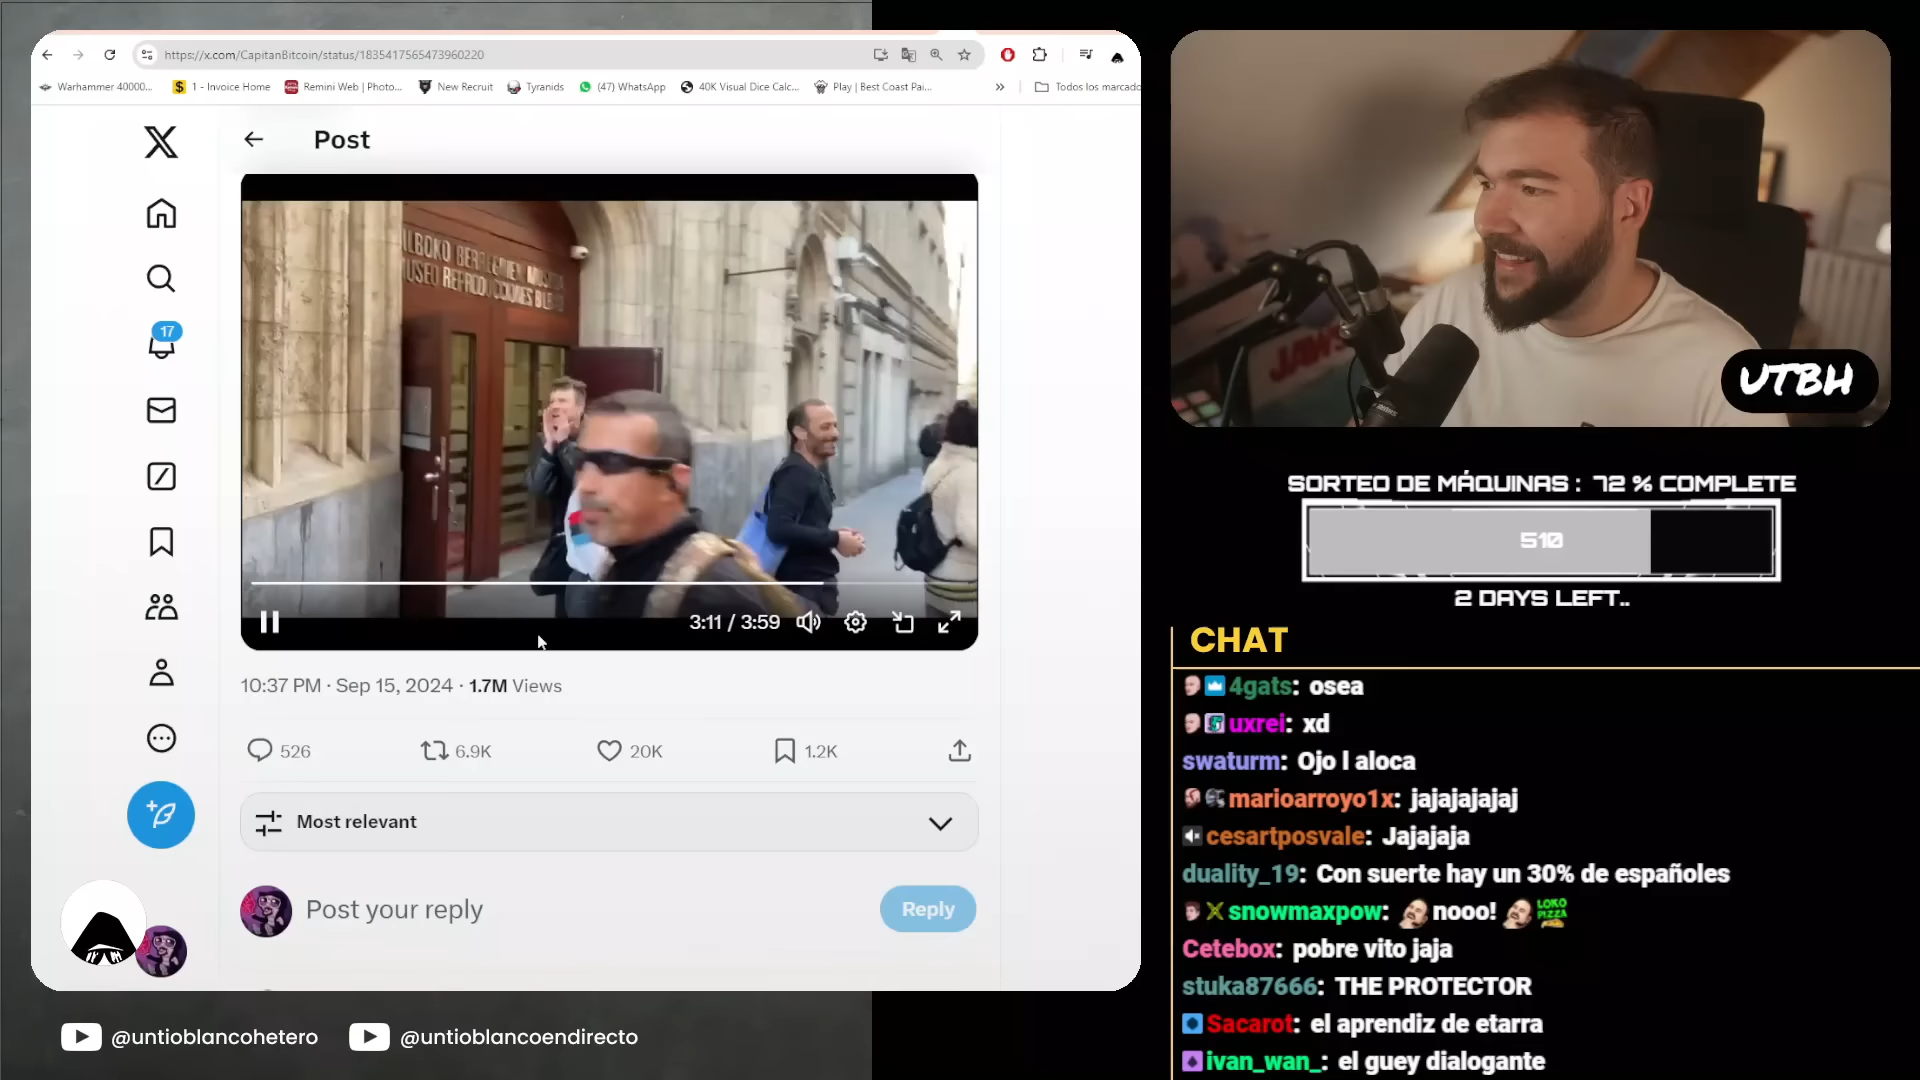 https://x.com/CapitanBitcoin/status/1835417565473960220
Warhammer 40000...
1 - Invoice Home
Remini Web | Photo...
New Recruit
Tyranids
(47) WhatsApp
40K Visual Dice Calc...
Play | Best Coast Pai...
»
Todos los marcado
Post
17
3:11 / 3:59
10:37 PM · Sep 15, 2024 · 1.7M Views
526
6.9K
20K
1.2K
Most relevant
Post your reply
Reply
@untioblancohetero
@untioblancoendirecto
JAWS
UTBH
SORTEO DE MÁQUINAS : 72 % COMPLETE
510
2 DAYS LEFT..
CHAT
4gats: osea
uxrei: xd
swaturm: Ojo l aloca
marioarroyo1x: jajajajajaj
cesartposvale: Jajajaja
duality_19: Con suerte hay un 30% de españoles
snowmaxpow: nooo! LOKO PIZZA
Cetebox: pobre vito jaja
stuka87666: THE PROTECTOR
Sacarot: el aprendiz de etarra
ivan_wan_: el guey dialogante